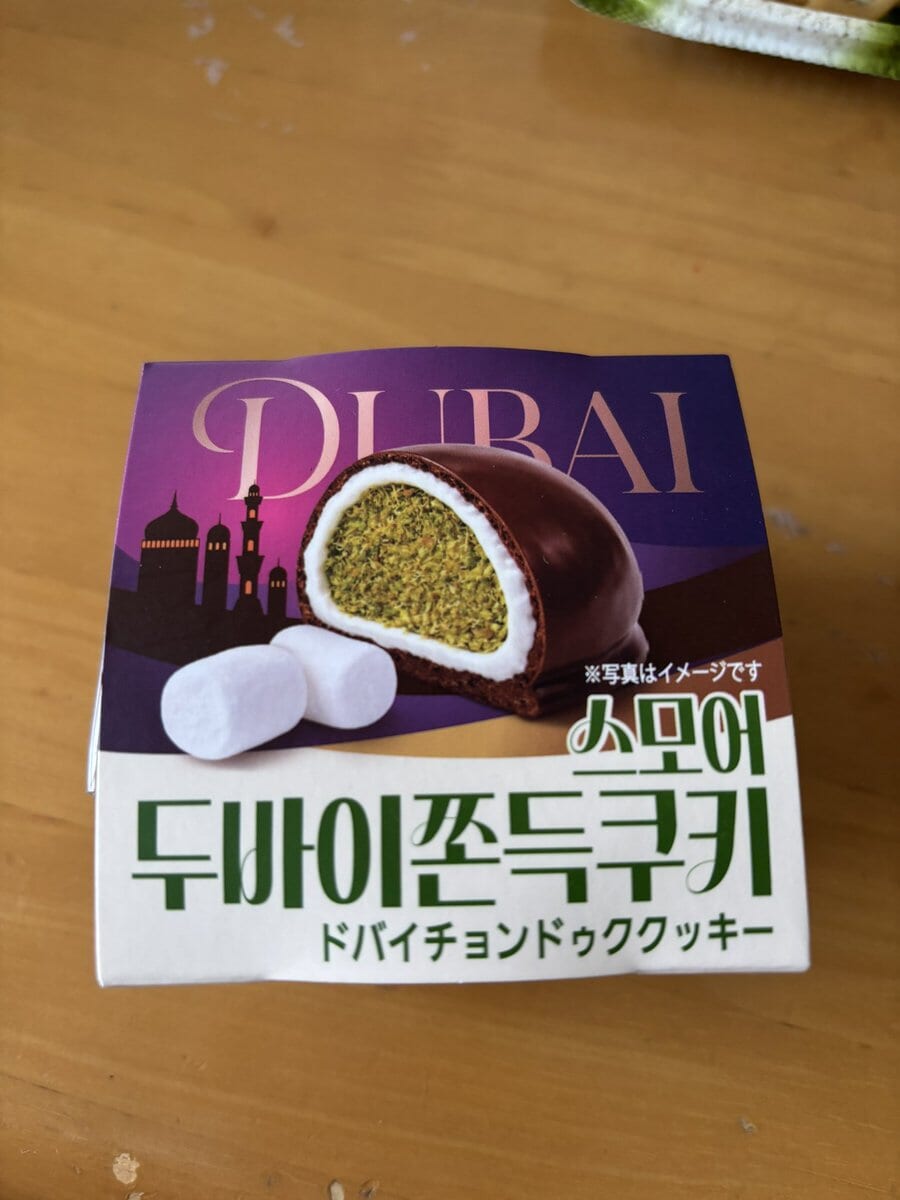 DUBAI
※写真はイメージです
스모어
두바이쫀득쿠키
ドバイチョンドゥククッキー